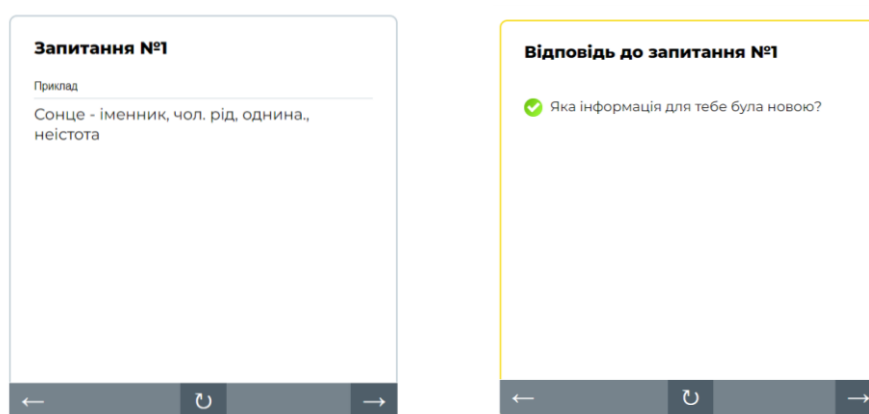 Запитання №1
Приклад
Сонце - іменник, чол. рід, однина.,
неістота
Відповідь до запитання №1
Яка інформація для тебе була новою?